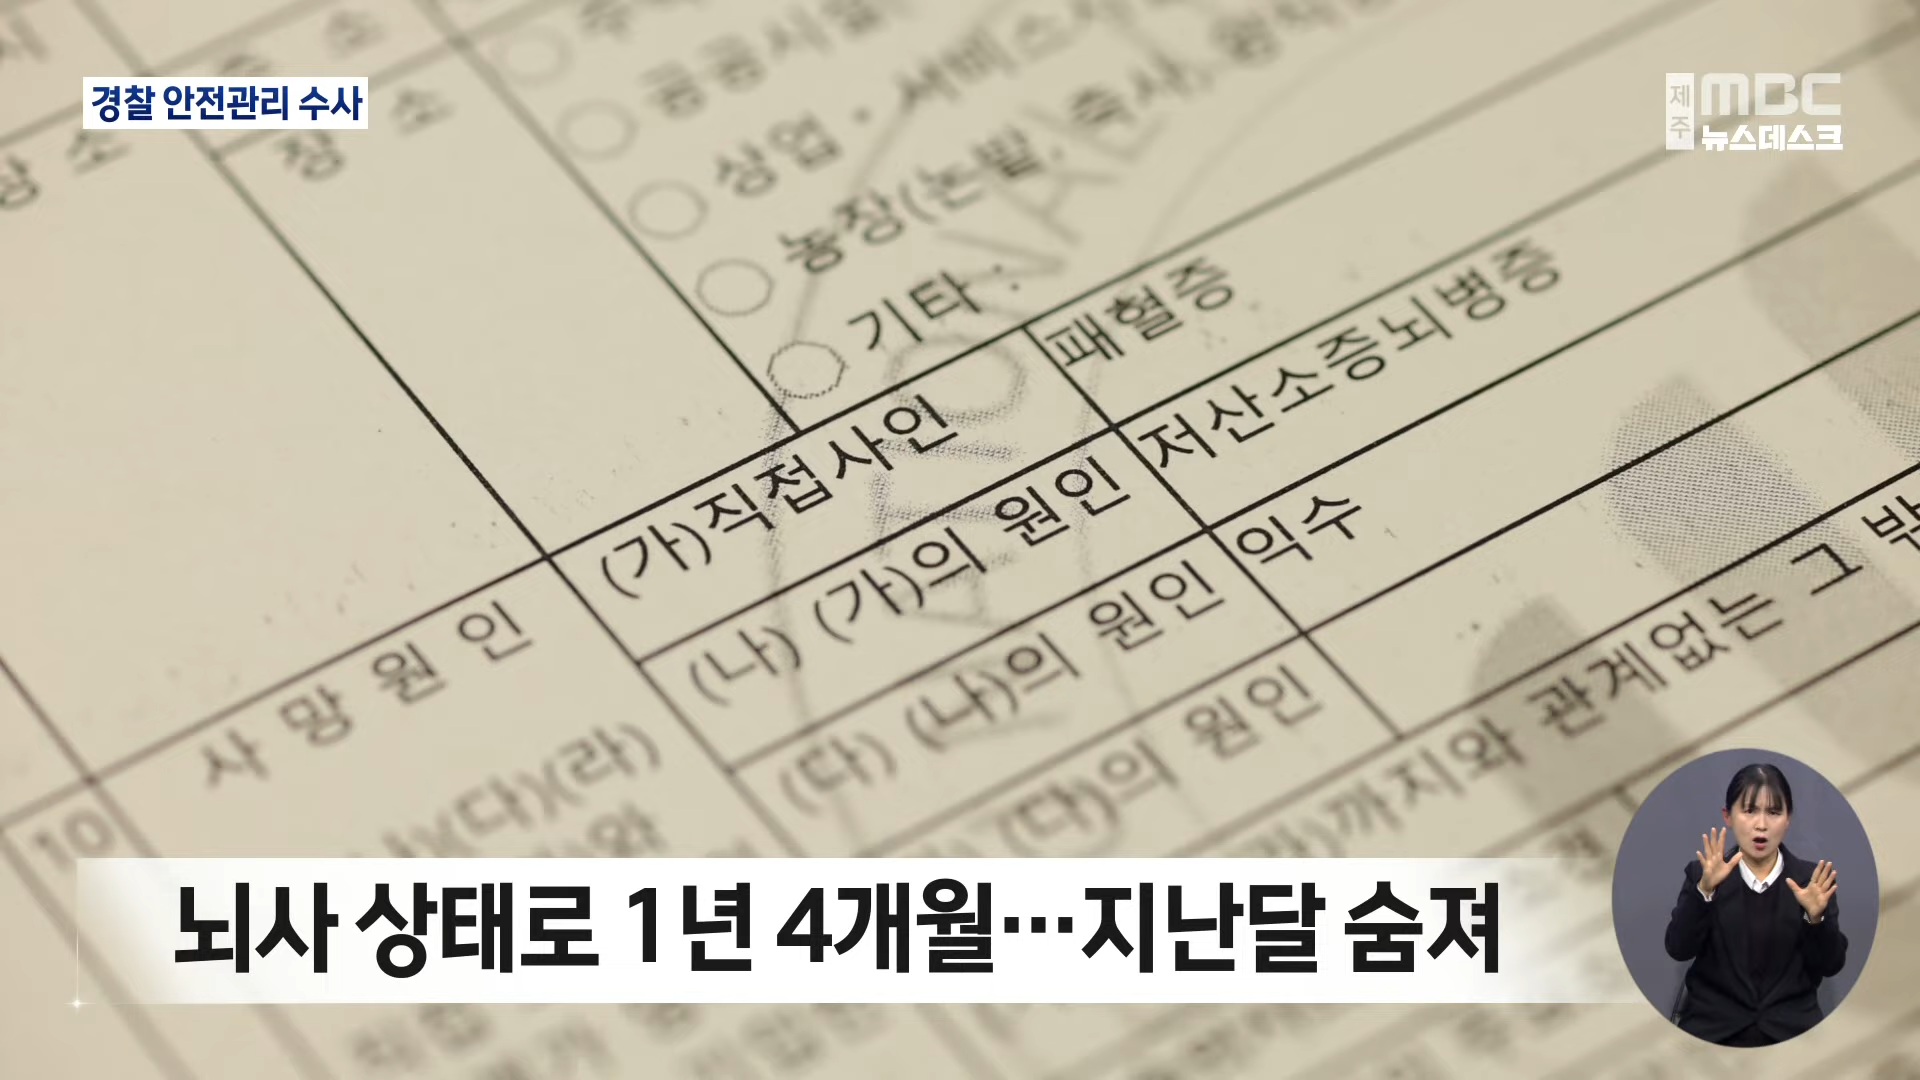 경찰 안전관리 수사
제주 MBC
뉴스데스크
장 소
공공시설
상업・서비스
농장(논밭, 축사,
기타 :
(가)직접사인 패혈증
(나) (가)의 원인 저산소증뇌병증
(다) (나)의 원인 익수
(다)의 원인
사 망 원 인
(다)(라)
까지와 관계없는 그 밖
10
뇌사 상태로 1년 4개월…지난달 숨져